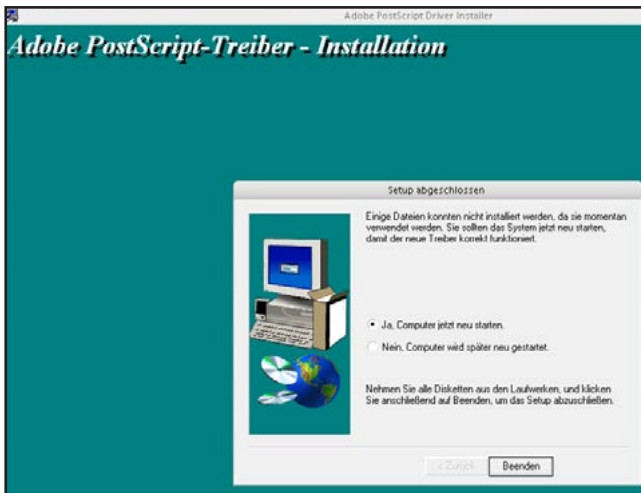 Adobe PostScript Driver Installer
Adobe PostScript-Treiber - Installation
Setup abgeschlossen
Einige Dateien konnten nicht installiert werden, da sie momentan
verwendet werden. Sie sollten das System jetzt neu starten,
damit der neue Treiber korrekt funktioniert.
Ja, Computer jetzt neu starten.
Nein, Computer wird später neu gestartet.
Nehmen Sie alle Disketten aus den Laufwerken, und klicken
Sie anschließend auf Beenden, um das Setup abzuschließen.
< Zurück
Beenden